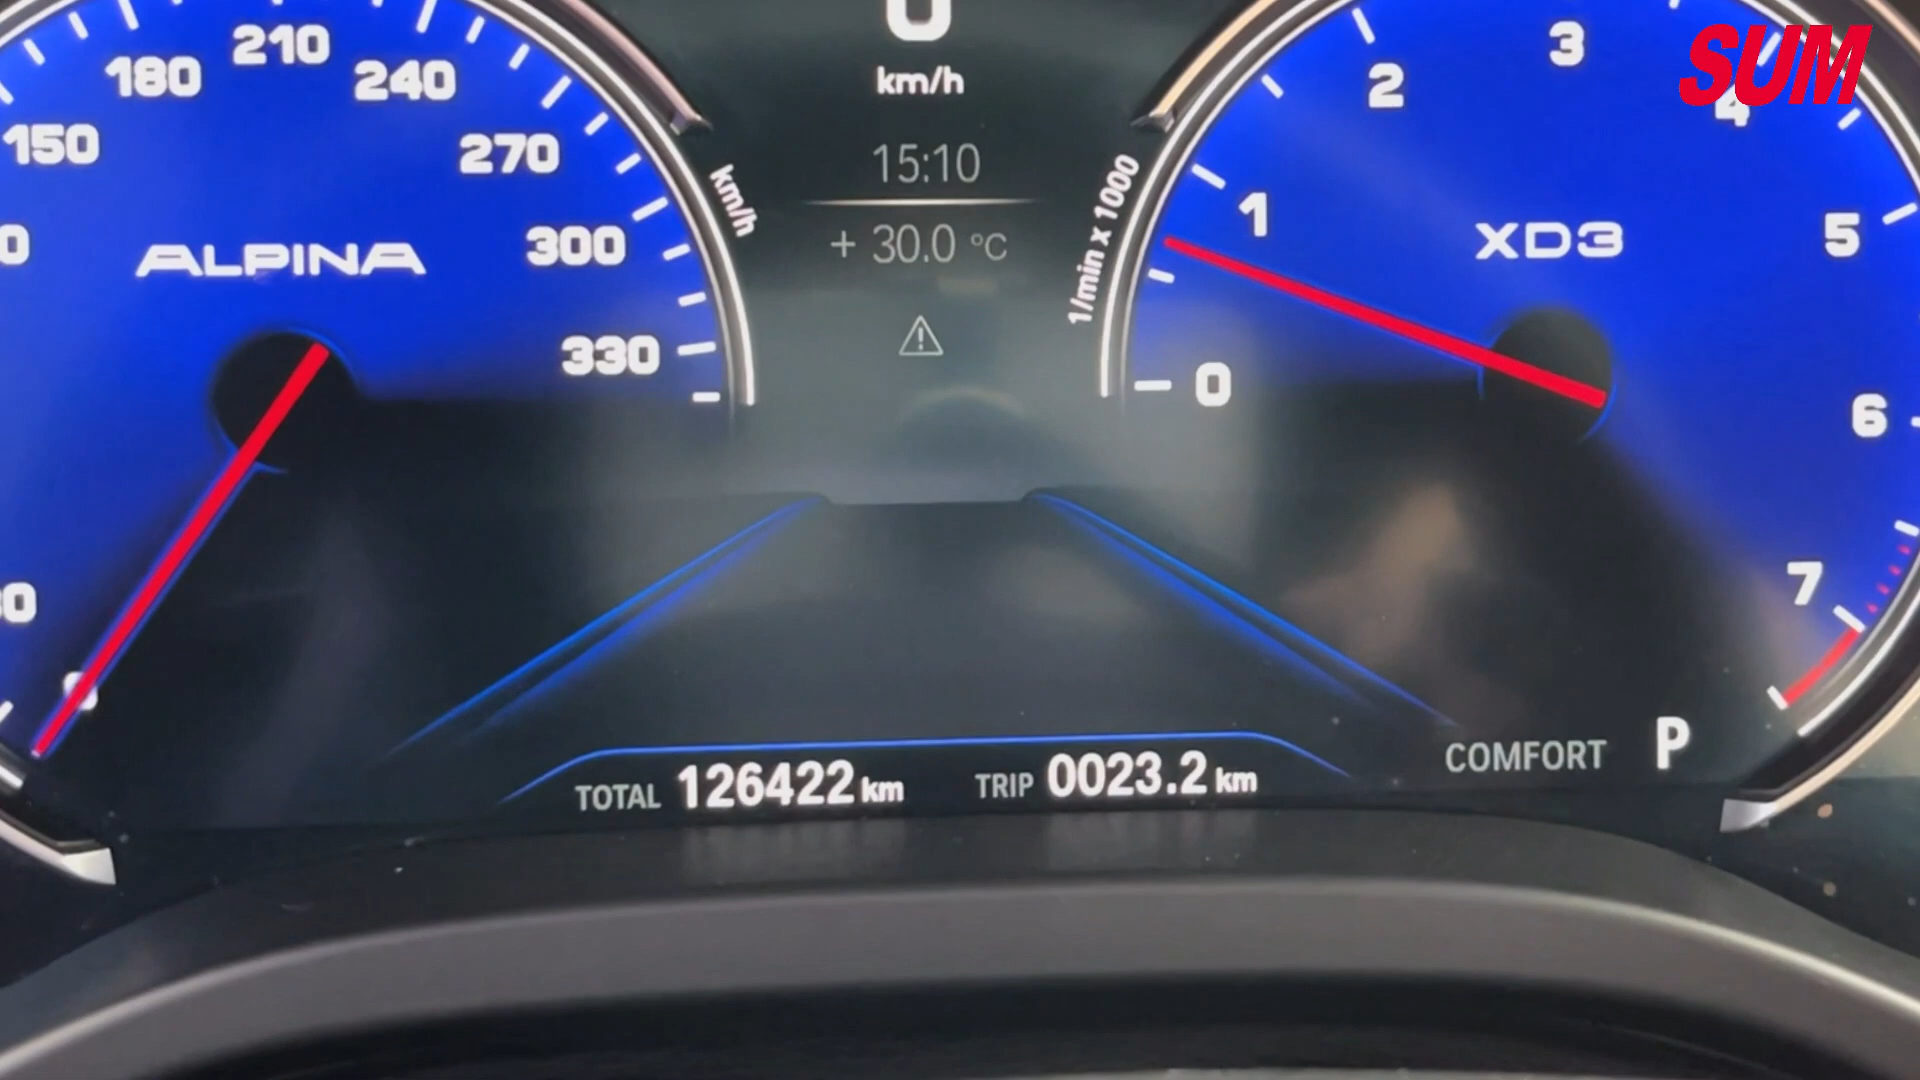 0
km/h
15:10
+ 30.0 °C
150
180
210
240
270
300
330
km/h
ALPINA
1/min x 1000
0
1
2
3
4
5
6
7
XD3
SUM
COMFORT P
TOTAL 126422 km TRIP 0023.2 km